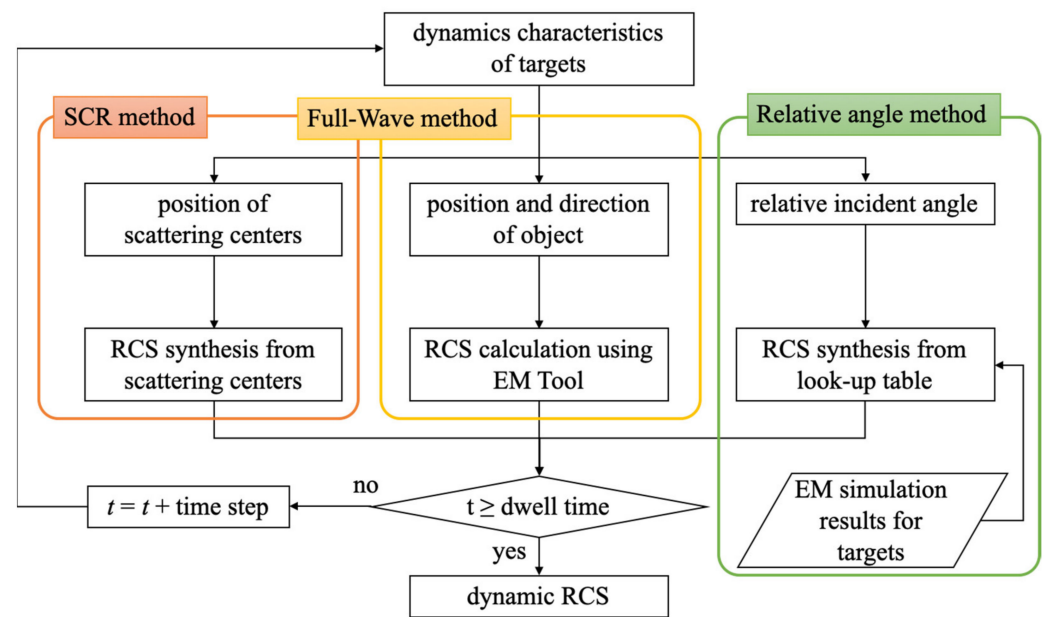 dynamics characteristics
of targets
SCR method
Full-Wave method
Relative angle method
position of
scattering centers
position and direction
of object
relative incident angle
RCS synthesis from
scattering centers
RCS calculation using
EM Tool
RCS synthesis from
look-up table
EM simulation
results for
targets
t = t + time step
no
t ≥ dwell time
yes
dynamic RCS